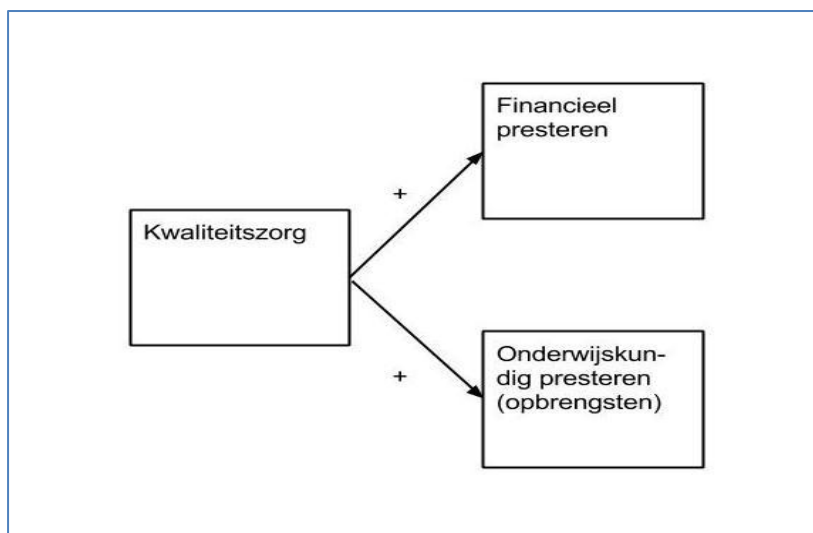 Financieel
presteren
+
Kwaliteitszorg
+
Onderwijskun-
dig presteren
(opbrengsten)